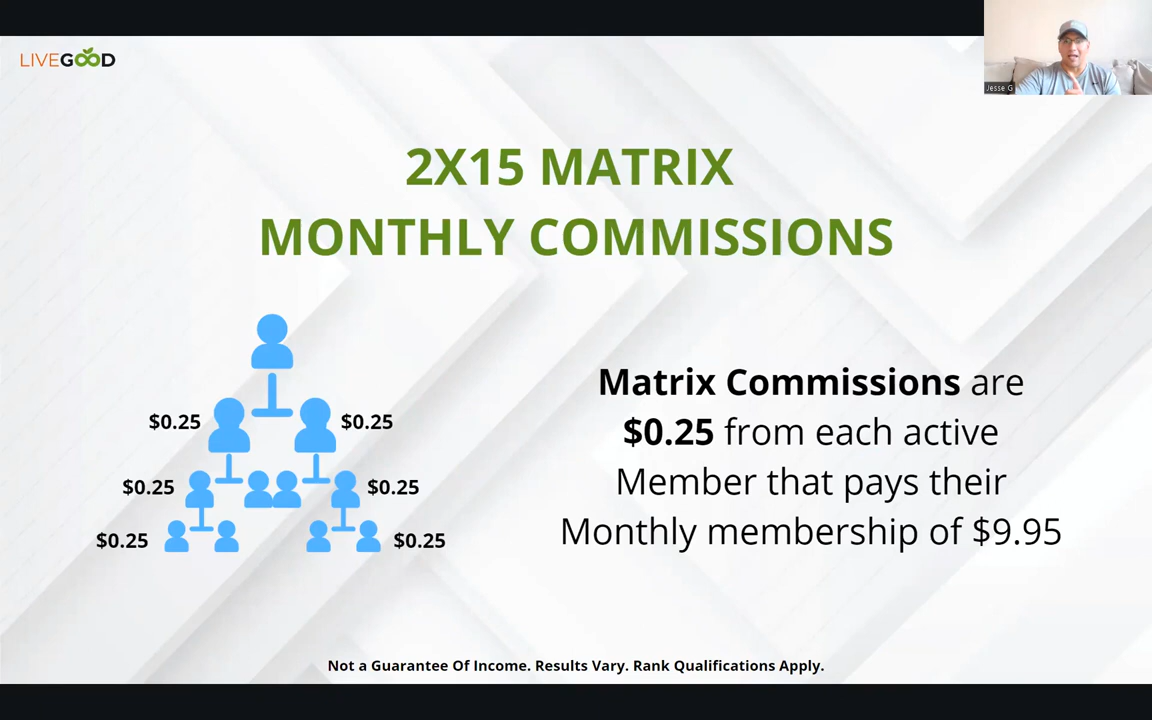 LIVEGOOD
Jesse G
2X15 MATRIX
MONTHLY COMMISSIONS
$0.25
$0.25
$0.25
$0.25
$0.25
$0.25
Matrix Commissions are
$0.25 from each active
Member that pays their
Monthly membership of $9.95
Not a Guarantee Of Income. Results Vary. Rank Qualifications Apply.